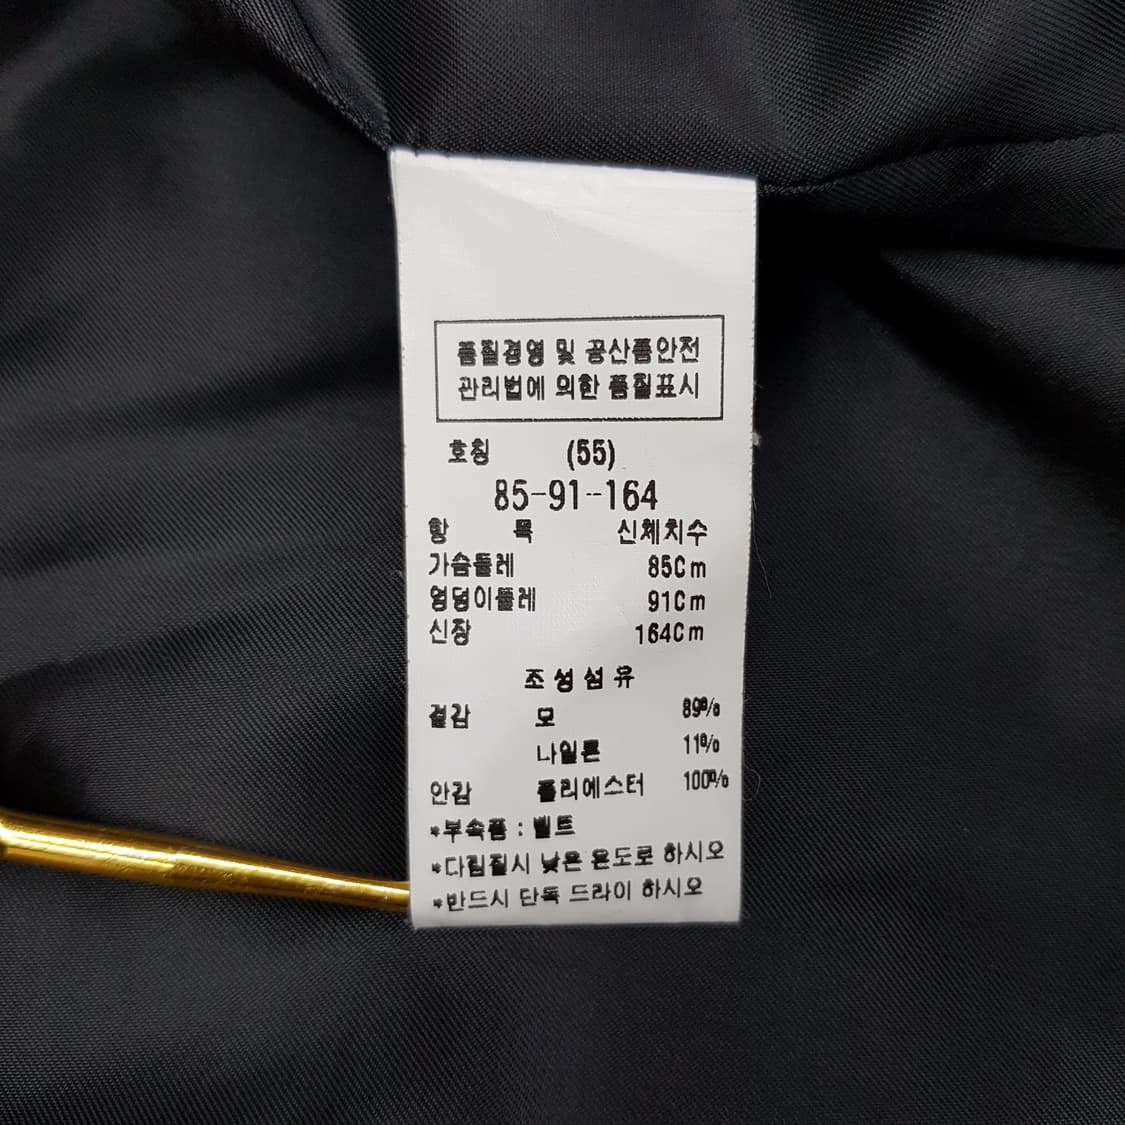 품질경영 및 공산품안전
관리법에 의한 품질표시
호칭 (55)
85-91-164
항 목 신체치수
가슴둘레 85Cm
엉덩이둘레 91Cm
신장 164Cm
조성섬유
겉감 모 89%
나일론 11%
안감 폴리에스터 100%
*부속품 : 벨트
*다림질시 낮은 온도로 하시오
*반드시 단독 드라이 하시오